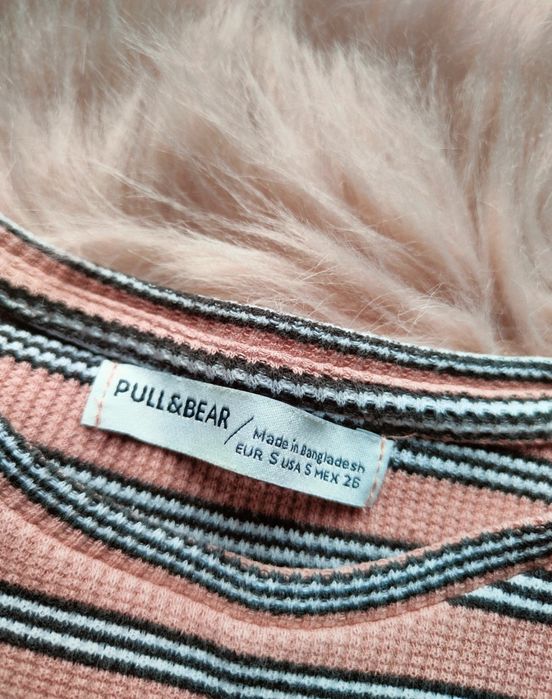 PULL&BEAR
Made in Bangladesh
EUR S USA S MEX 26